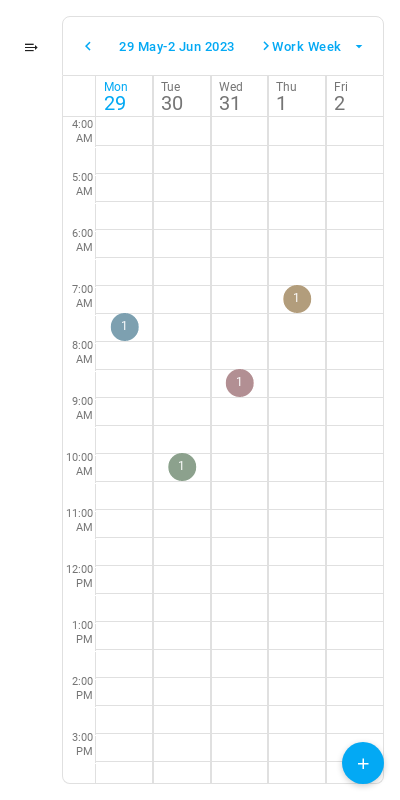 29 May-2 Jun 2023 Work Week
Mon Tue Wed Thu Fri
29 30 31 1 2
4:00
AM
5:00
AM
6:00
AM
7:00
AM
1
1
8:00
AM
1
9:00
AM
10:00
AM
1
11:00
AM
12:00
PM
1:00
PM
2:00
PM
3:00
PM